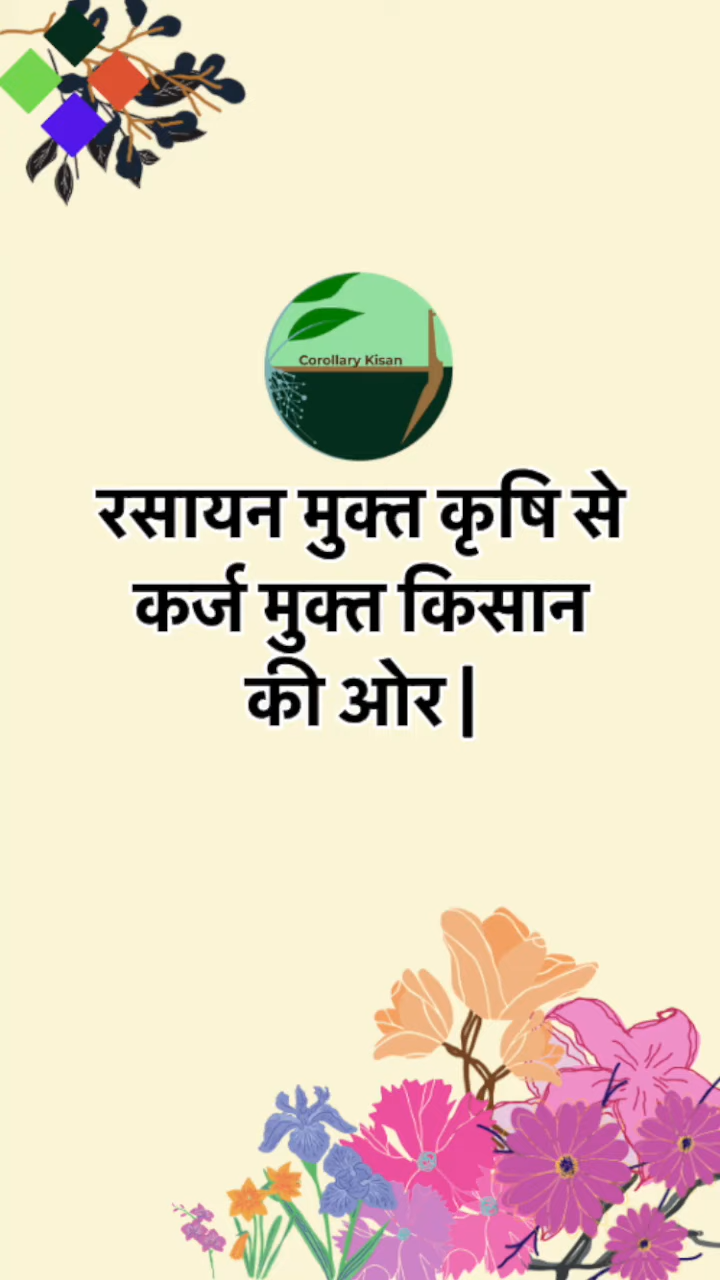 Corollary Kisan
रसायन मुक्त कृषि से
कर्ज मुक्त किसान
की ओर |